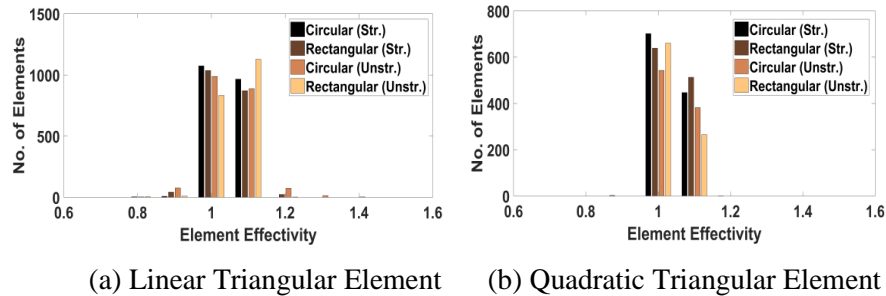 1500
1000
500
0
No. of Elements
Circular (Str.)
Rectangular (Str.)
Circular (Unstr.)
Rectangular (Unstr.)
0.6 0.8 1 1.2 1.4 1.6
Element Effectivity
(a) Linear Triangular Element
800
600
400
200
0
No. of Elements
Circular (Str.)
Rectangular (Str.)
Circular (Unstr.)
Rectangular (Unstr.)
0.6 0.8 1 1.2 1.4 1.6
Element Effectivity
(b) Quadratic Triangular Element